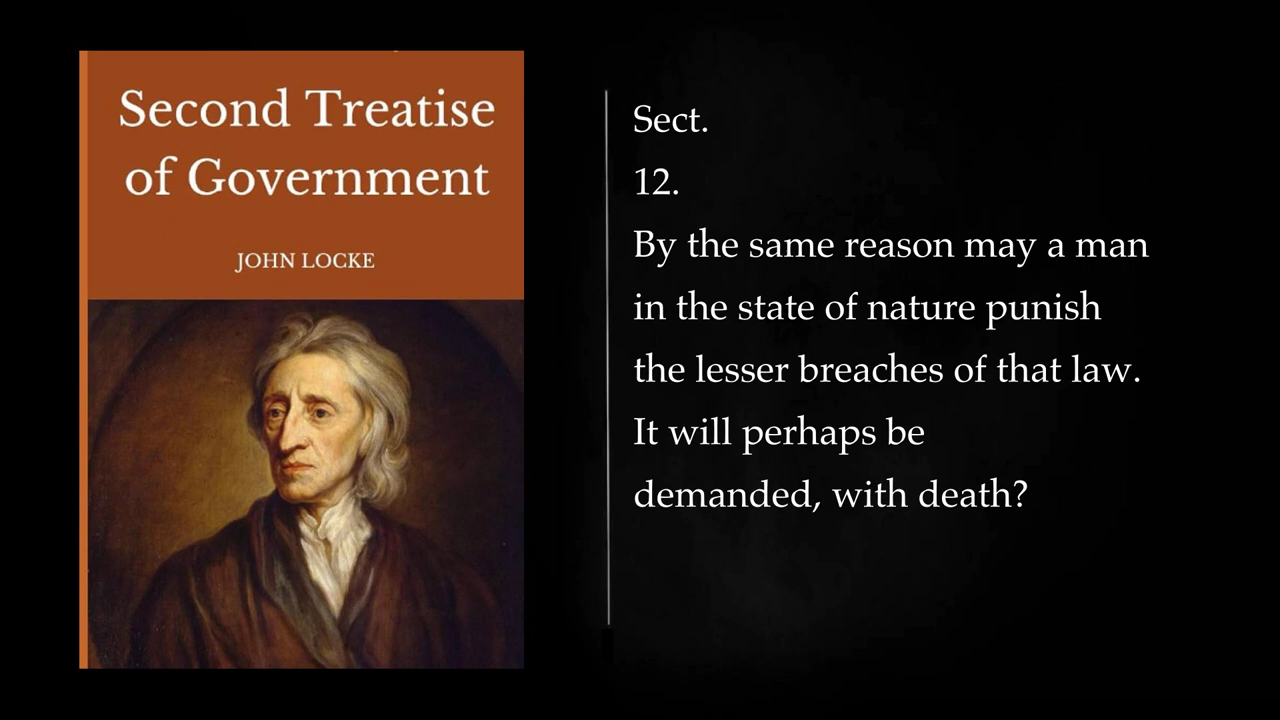 Second Treatise
of Government
JOHN LOCKE
Sect.
12.
By the same reason may a man
in the state of nature punish
the lesser breaches of that law.
It will perhaps be
demanded, with death?